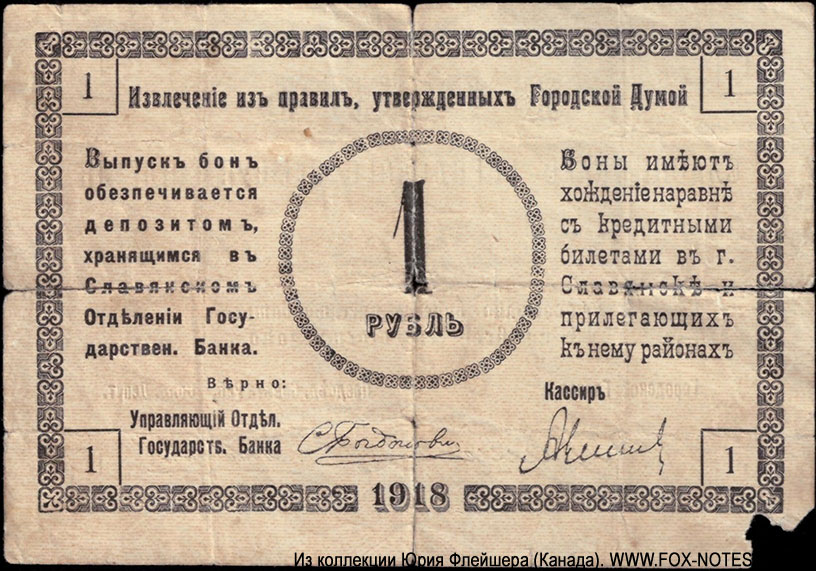 1
1
Извлеченіе изъ правилъ, утвержденныхъ Городской Думой
Выпускъ бонъ
обезпечивается
депозитомъ,
хранящимся въ
Славянскомъ
Отдѣленіи Госу-
дарствен. Банка.
1
РУБЛЬ
Боны имѣютъ
хожденіе наравнѣ
съ кредитными
билетами въ г.
Славянскѣ и
прилегающихъ
къ нему районахъ
Вѣрно:
Управляющій Отдѣл.
Государств. Банка
Кассиръ
1
1
1918
Из коллекции Юрия Флейшера (Канада). WWW.FOX-NOTES